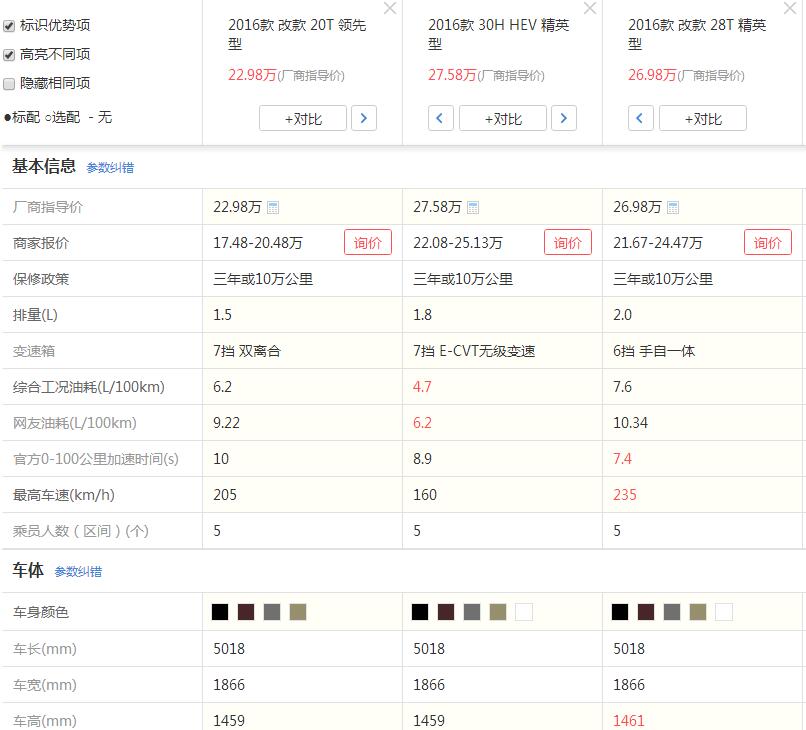 标识优势项
高亮不同项
隐藏相同项
●标配 ○选配 - 无
2016款 改款 20T 领先
型
22.98万(厂商指导价)
+对比
2016款 30H HEV 精英
型
27.58万(厂商指导价)
+对比
2016款 改款 28T 精英
型
26.98万(厂商指导价)
+对比
基本信息 参数纠错
厂商指导价 22.98万 27.58万 26.98万
商家报价 17.48-20.48万 询价 22.08-25.13万 询价 21.67-24.47万 询价
保修政策 三年或10万公里 三年或10万公里 三年或10万公里
排量(L) 1.5 1.8 2.0
变速箱 7挡 双离合 7挡 E-CVT无级变速 6挡 手自一体
综合工况油耗(L/100km) 6.2 4.7 7.6
网友油耗(L/100km) 9.22 6.2 10.34
官方0-100公里加速时间(s) 10 8.9 7.4
最高车速(km/h) 205 160 235
乘员人数（区间）(个) 5 5 5
车体 参数纠错
车身颜色
车长(mm) 5018 5018 5018
车宽(mm) 1866 1866 1866
车高(mm) 1459 1459 1461